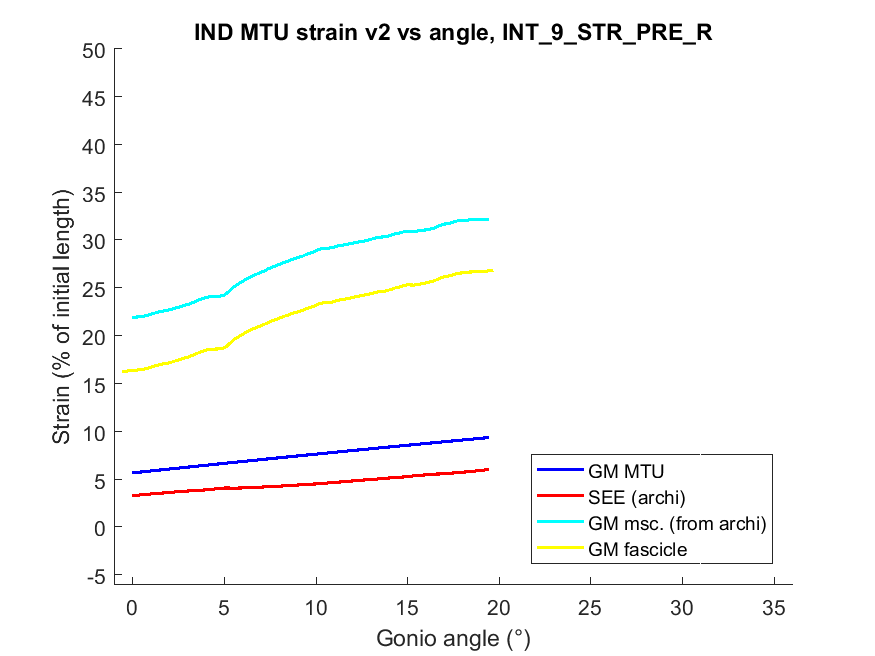 IND MTU strain v2 vs angle, INT_9_STR_PRE_R
50
45
40
35
30
25
20
15
10
5
0
-5
Strain (% of initial length)
GM MTU
SEE (archi)
GM msc. (from archi)
GM fascicle
0 5 10 15 20 25 30 35
Gonio angle (°)